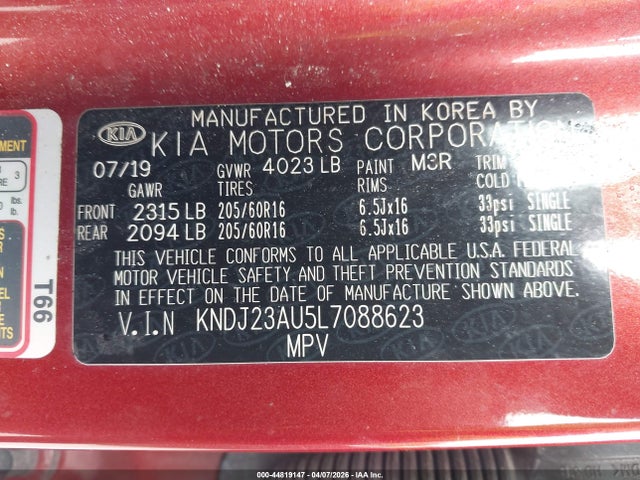 MANUFACTURED IN KOREA BY
KIA KIA MOTORS CORPORATION
07/19 GVWR 4023 LB PAINT M3R TRIM
GAWR TIRES RIMS COLD
FRONT 2315 LB 205/60R16 6.5Jx16 33psi SINGLE
REAR 2094 LB 205/60R16 6.5Jx16 33psi SINGLE
THIS VEHICLE CONFORMS TO ALL APPLICABLE U.S.A. FEDERAL
MOTOR VEHICLE SAFETY AND THEFT PREVENTION STANDARDS
IN EFFECT ON THE DATE OF MANUFACTURE SHOWN ABOVE.
V.I.N KNDJ23AU5L7088623
MPV
3
lbs.
T66
000-44819147 - 04/07/2026 - IAA Inc.